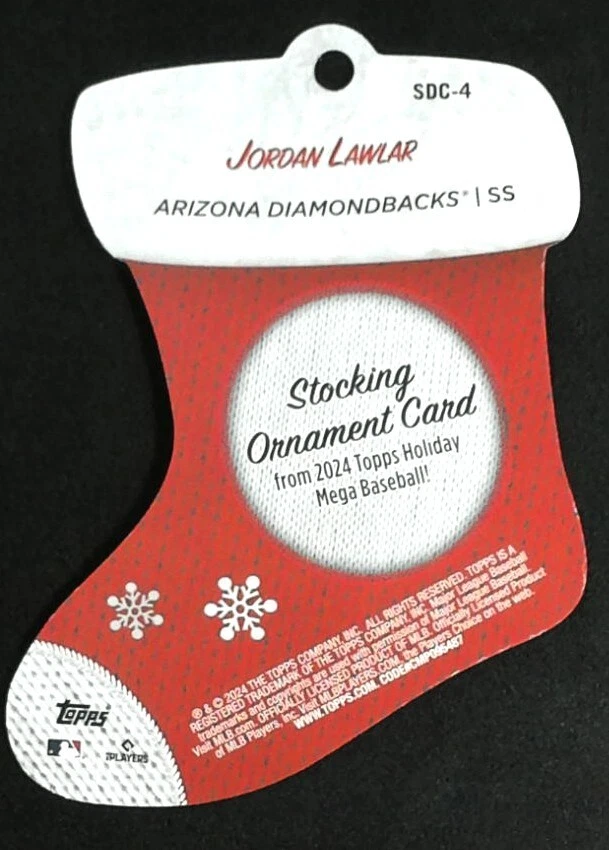 SDC-4
JORDAN LAWLAR
ARIZONA DIAMONDBACKS® | SS
Stocking
Ornament Card
from 2024 Topps Holiday
Mega Baseball!
® & © 2024 THE TOPPS COMPANY, INC. ALL RIGHTS RESERVED. TOPPS IS A
REGISTERED TRADEMARK OF THE TOPPS COMPANY, INC. Major League Baseball
trademarks and copyrights are used with permission of Major League Baseball.
Visit MLB.com. OFFICIALLY LICENSED PRODUCT OF MLB. Officially Licensed Product
of MLB Players, Inc. Visit MLBPLAYERS.COM, the Players Choice on the web.
WWW.TOPPS.COM. CODE#CMP095487
topps
PLAYERS